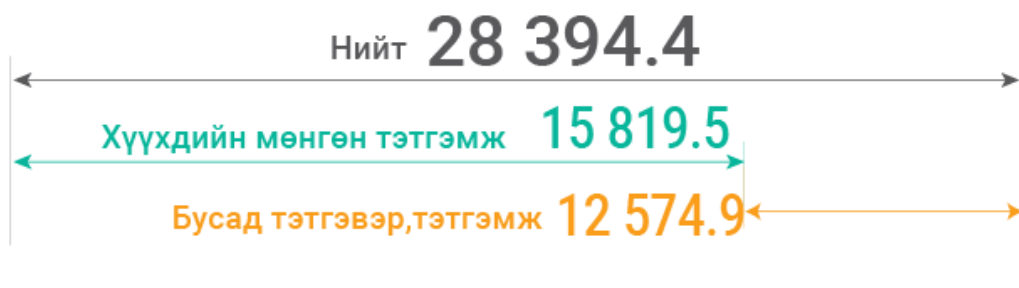 Нийт 28 394.4
Хүүхдийн мөнгөн тэтгэмж 15 819.5
Бусад тэтгэвэр,тэтгэмж 12 574.9